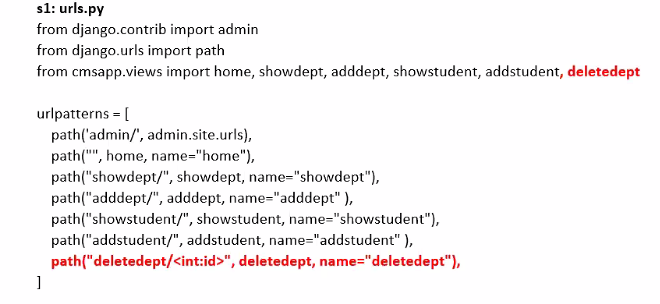 s1: urls.py
from django.contrib import admin
from django.urls import path
from cmsapp.views import home, showdept, adddept, showstudent, addstudent, deletedept
urlpatterns = [
path('admin/', admin.site.urls),
path("", home, name="home"),
path("showdept/", showdept, name="showdept"),
path("adddept/", adddept, name="adddept" ),
path("showstudent/", showstudent, name="showstudent"),
path("addstudent/", addstudent, name="addstudent" ),
path("deletedept/<int:id>", deletedept, name="deletedept"),
]